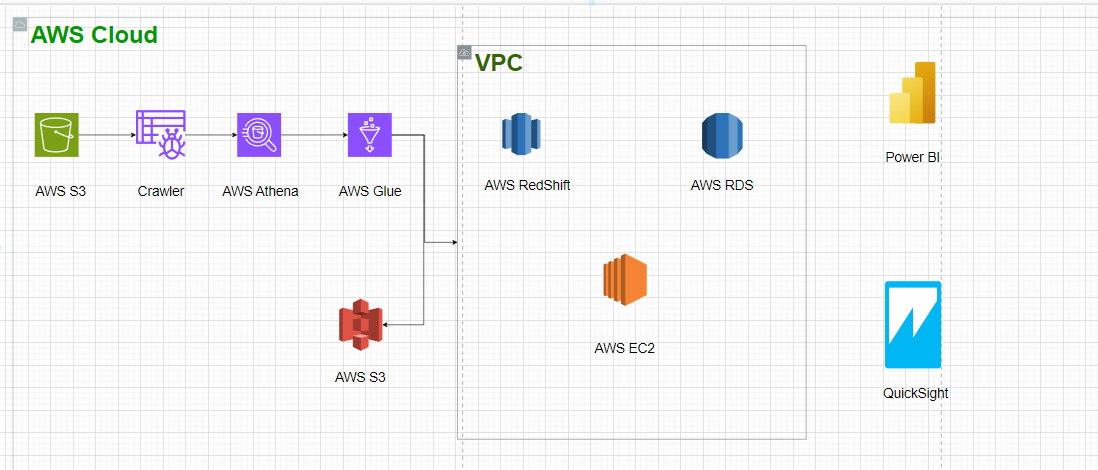 AWS Cloud
VPC
AWS S3
Crawler
AWS Athena
AWS Glue
AWS RedShift
AWS RDS
Power BI
AWS S3
AWS EC2
QuickSight